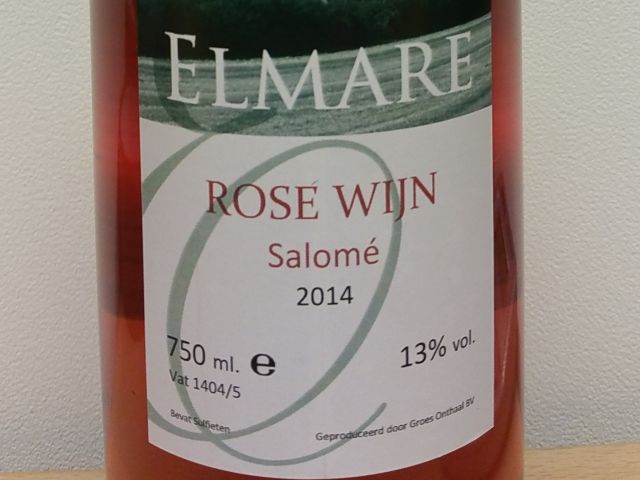 ELMARE
ROSÉ WIJN
Salomé
2014
750 ml. ℮
13% vol.
Vat 1404/5
Bevat Sulfieten
Geproduceerd door Groes Onthaal BV